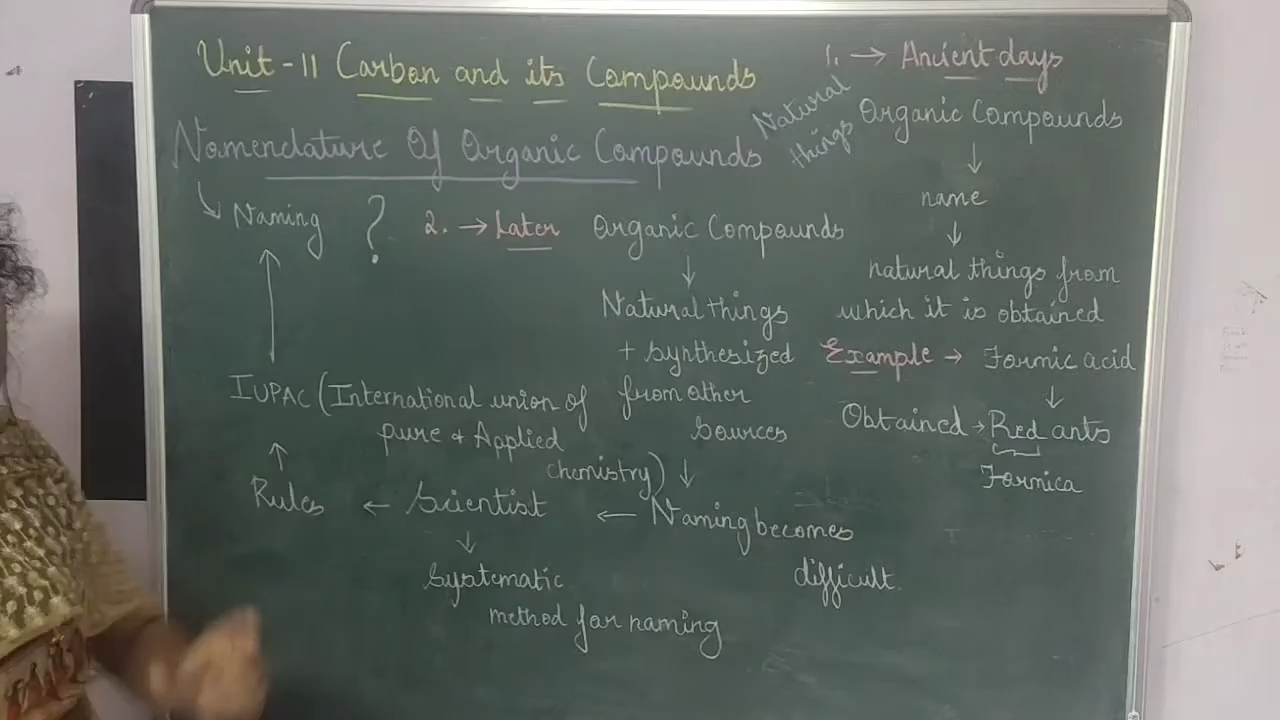 Unit - 11 Carbon and its Compounds
Nomenclature Of Organic Compounds
Naming ?
IUPAC (International union of
pure & Applied
chemistry)
Rules ← Scientist ← Naming becomes
difficult.
Systematic
method for naming
2. → Later Organic Compounds
Natural things
+ Synthesized
from other
Sources
1. → Ancient days
Natural
things
Organic Compounds
name
natural things from
which it is obtained
Example → Formic acid
Obtained → Red ants
Formica